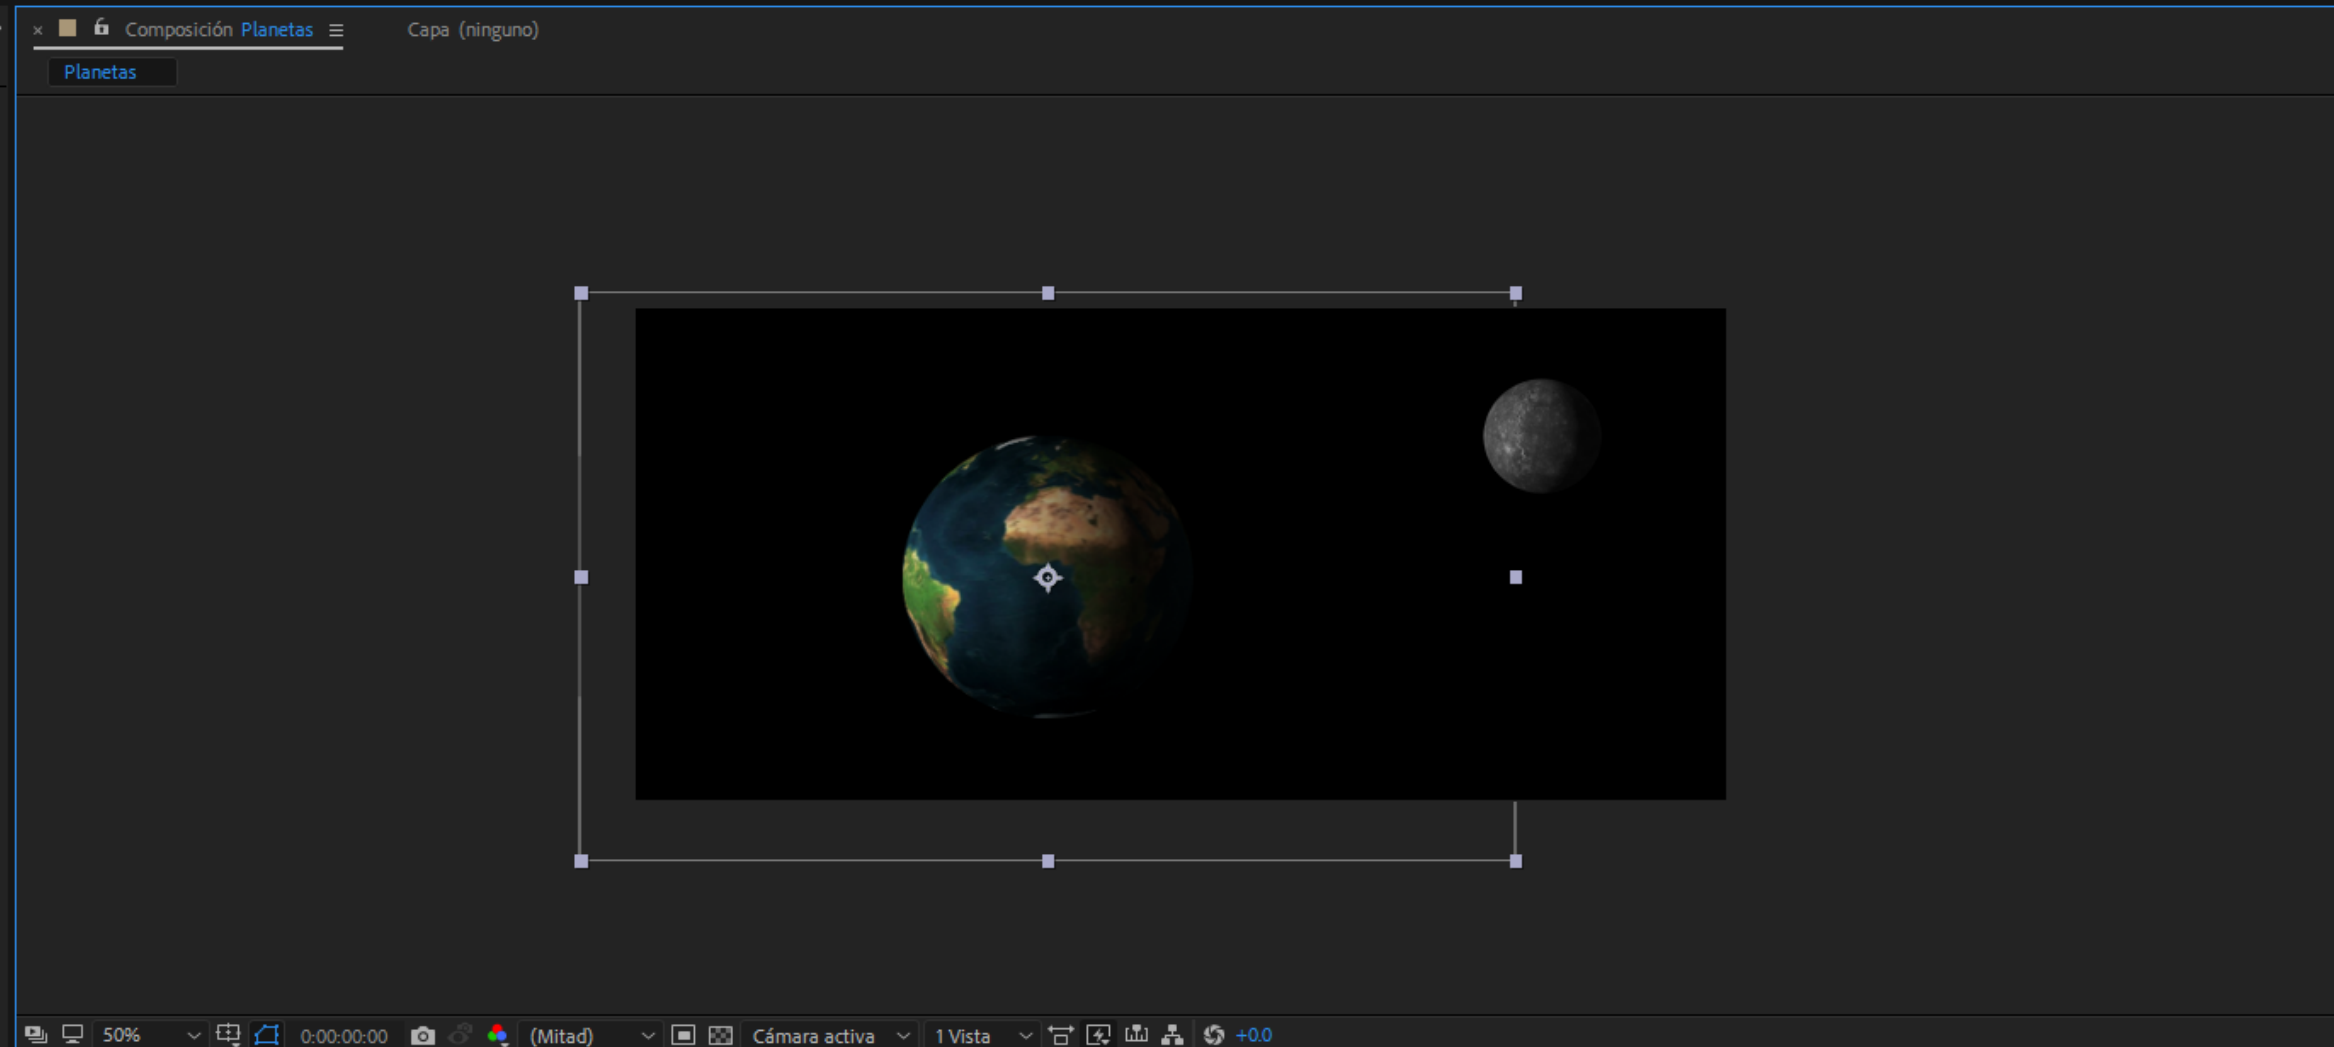 Composición Planetas Capa (ninguno)
Planetas
50% 0:00:00:00 (Mitad) Cámara activa 1 Vista +0.0